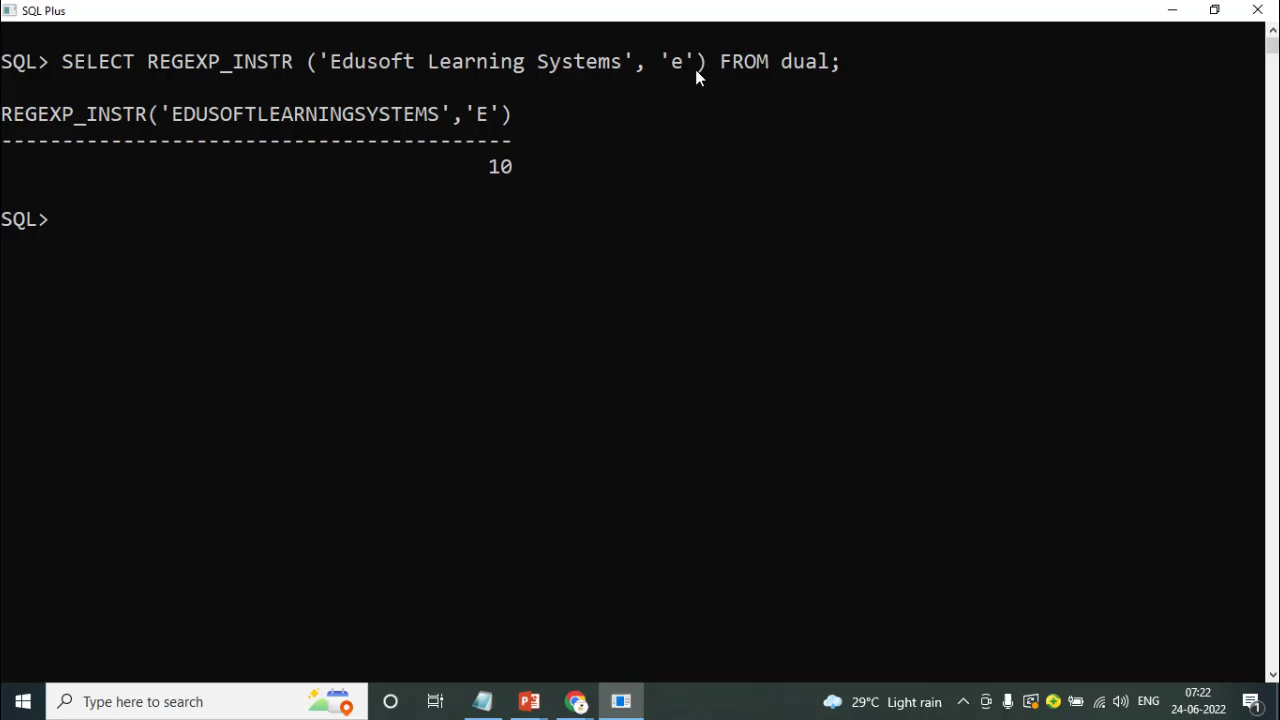 SQL Plus
SQL> SELECT REGEXP_INSTR ('Edusoft Learning Systems', 'e') FROM dual;
REGEXP_INSTR('EDUSOFTLEARNINGSYSTEMS','E')
------------------------------------------
10
SQL>
Type here to search
29°C Light rain
ENG
07:22
24-06-2022
1